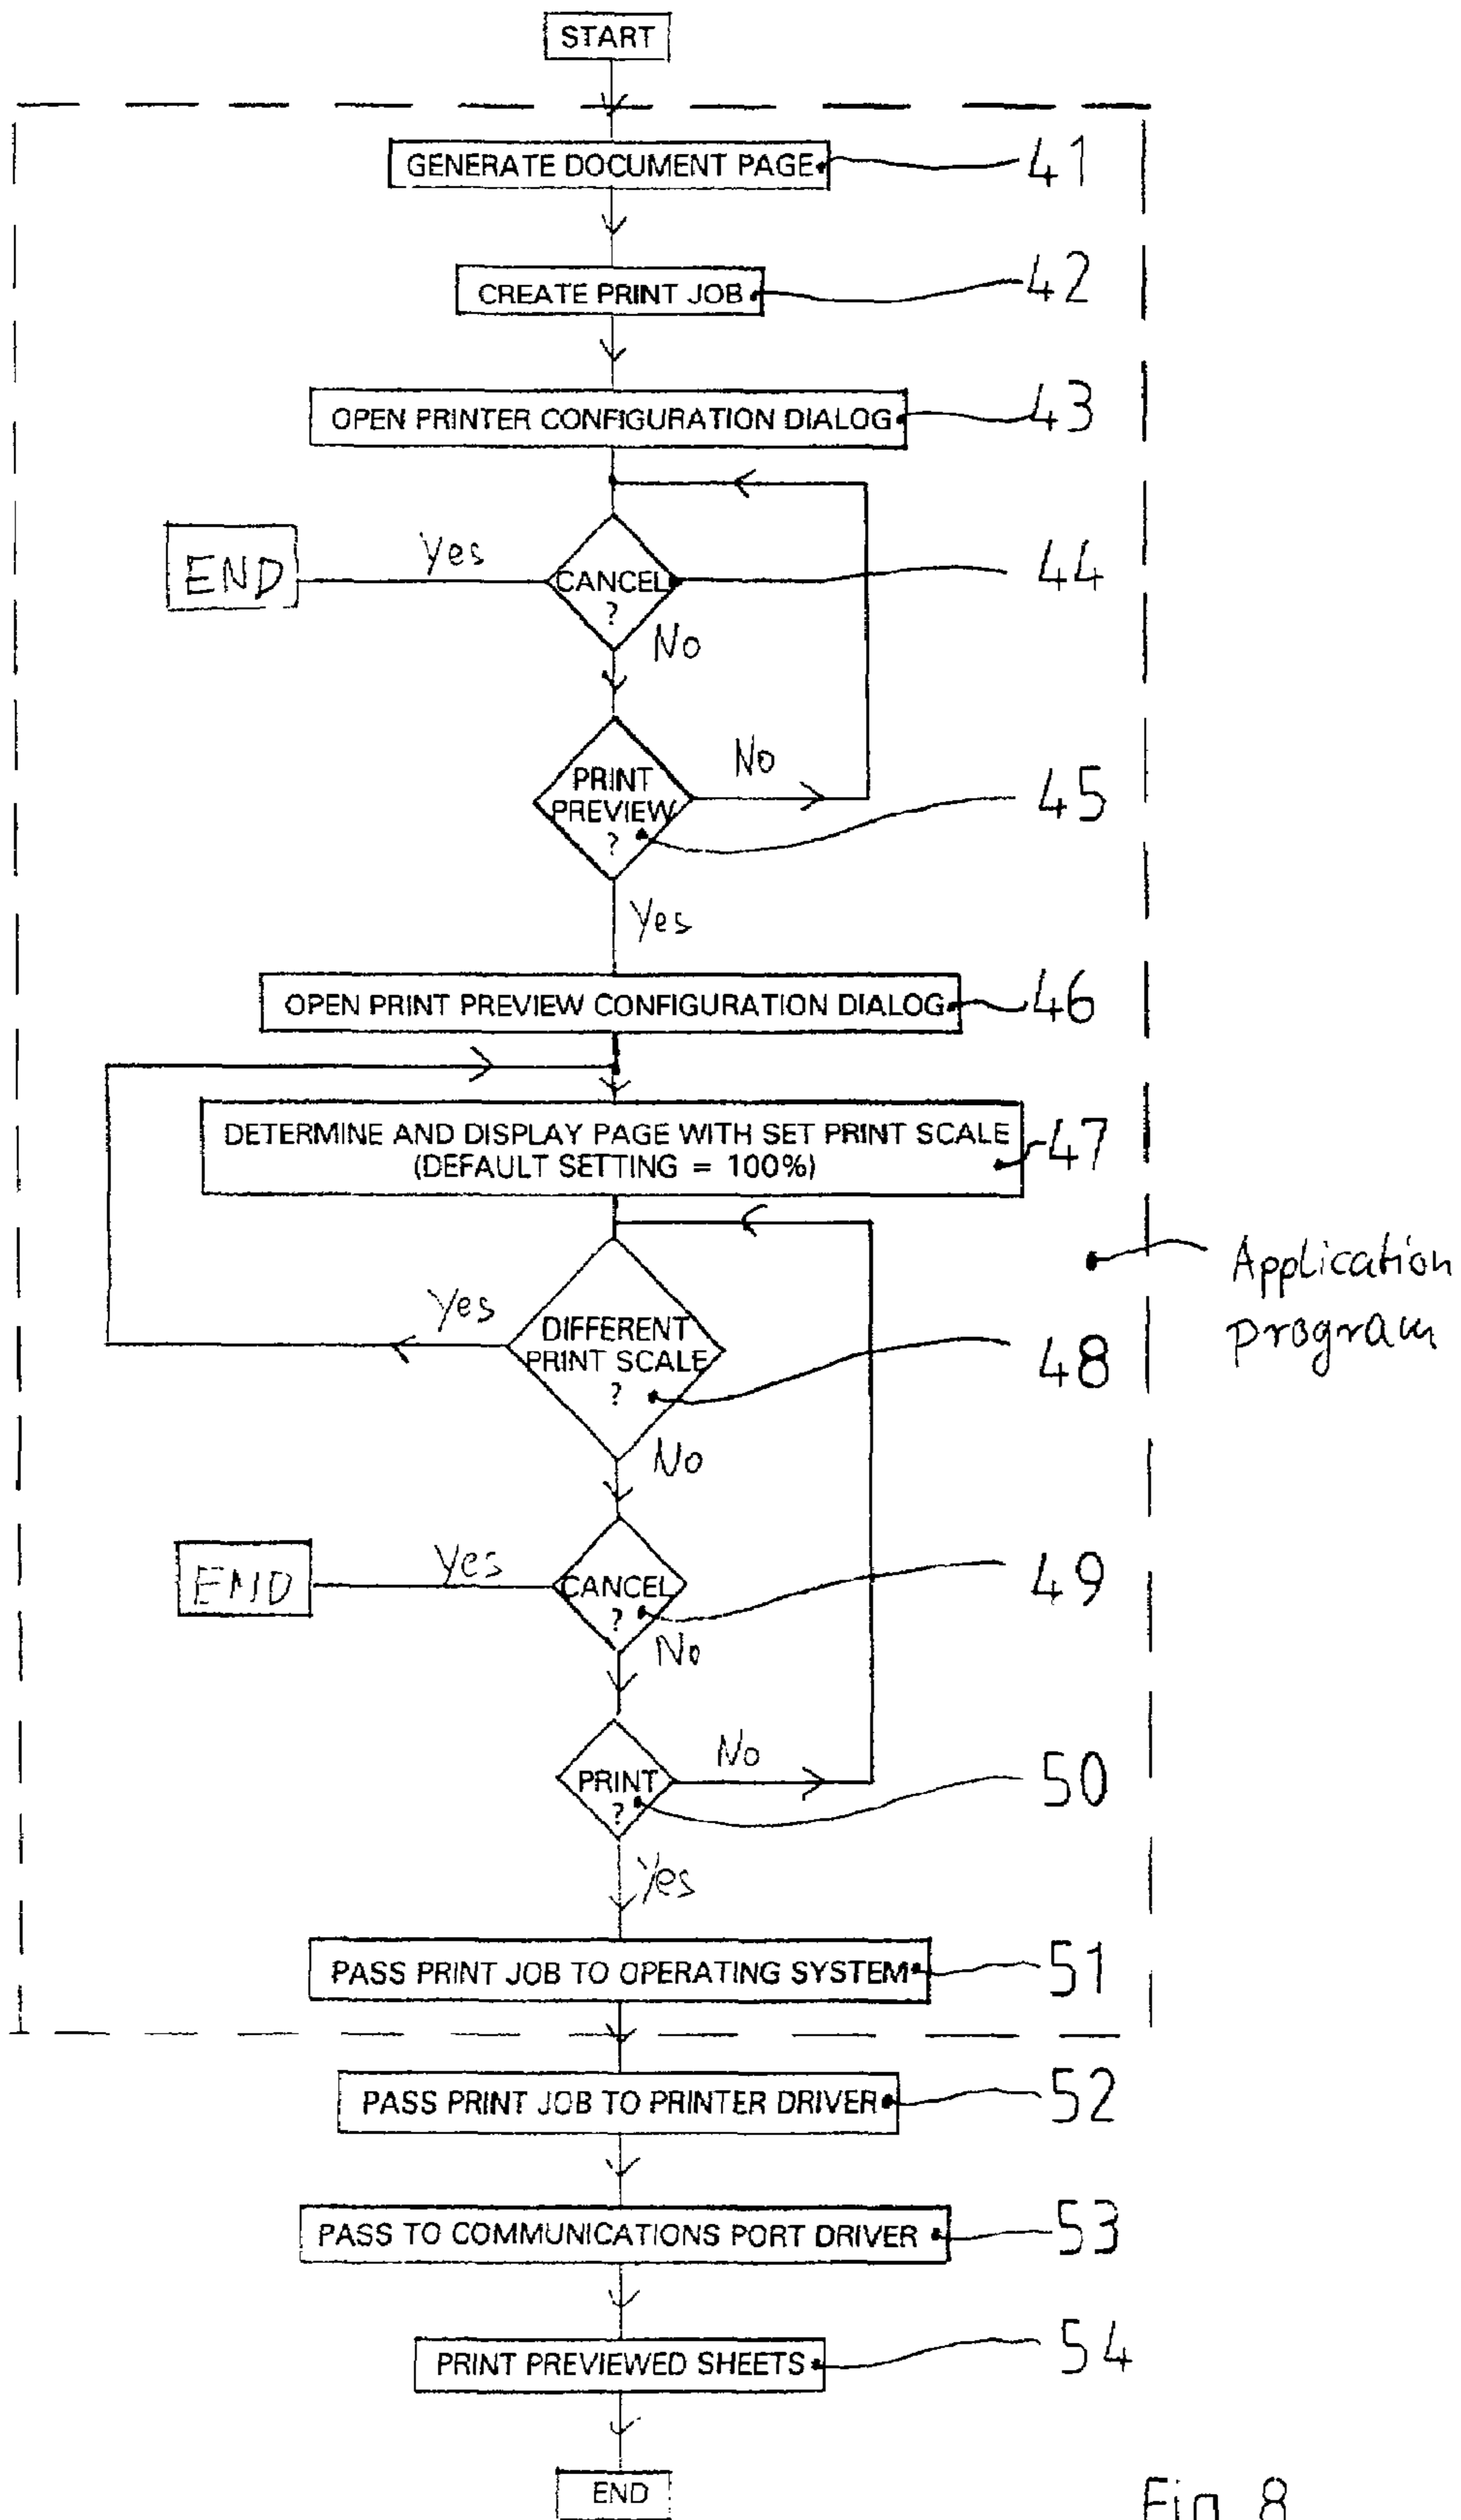 START
GENERATE DOCUMENT PAGE
41
CREATE PRINT JOB
42
OPEN PRINTER CONFIGURATION DIALOG
43
END
Yes
CANCEL
?
44
No
PRINT
PREVIEW
?
No
45
Yes
OPEN PRINT PREVIEW CONFIGURATION DIALOG
46
DETERMINE AND DISPLAY PAGE WITH SET PRINT SCALE
(DEFAULT SETTING = 100%)
47
Application
program
Yes
DIFFERENT
PRINT SCALE
?
48
No
END
Yes
CANCEL
?
49
No
PRINT
?
No
50
Yes
PASS PRINT JOB TO OPERATING SYSTEM
51
PASS PRINT JOB TO PRINTER DRIVER
52
PASS TO COMMUNICATIONS PORT DRIVER
53
PRINT PREVIEWED SHEETS
54
END
Fig 8